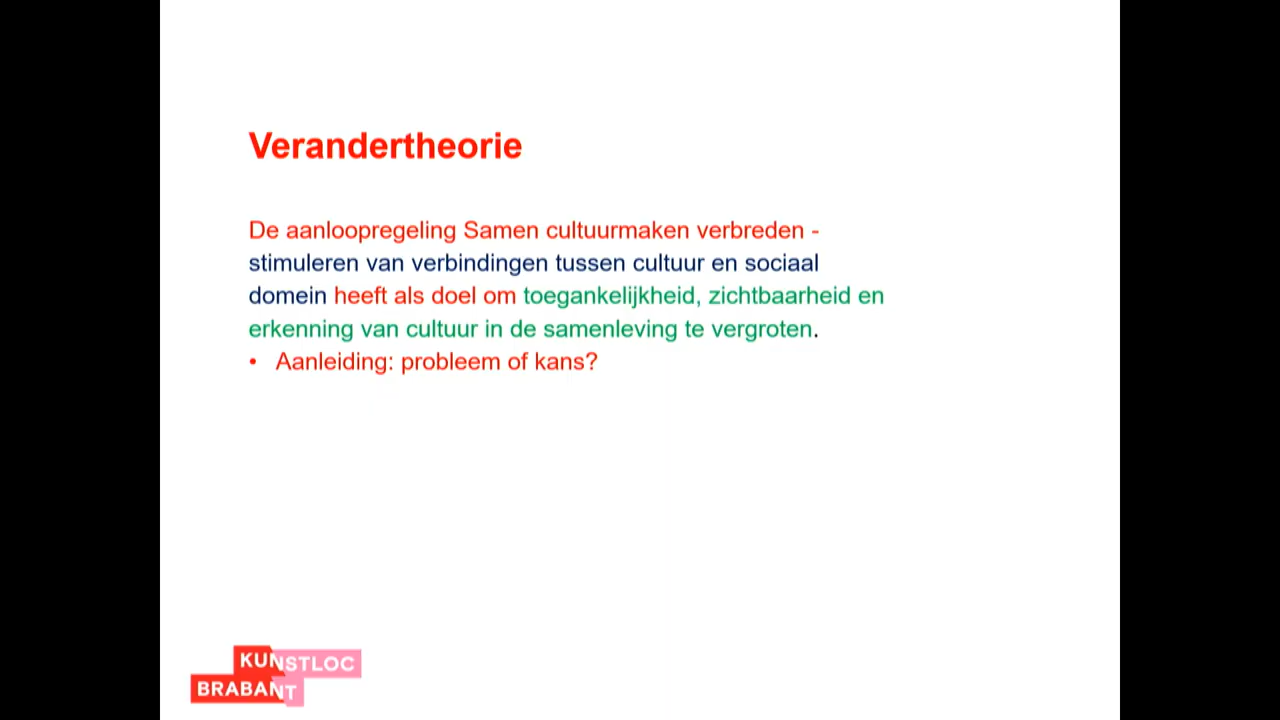 Verandertheorie
De aanloopregeling Samen cultuurmaken verbreden -
stimuleren van verbindingen tussen cultuur en sociaal
domein heeft als doel om toegankelijkheid, zichtbaarheid en
erkenning van cultuur in de samenleving te vergroten.
• Aanleiding: probleem of kans?
KUNSTLOC
BRABANT